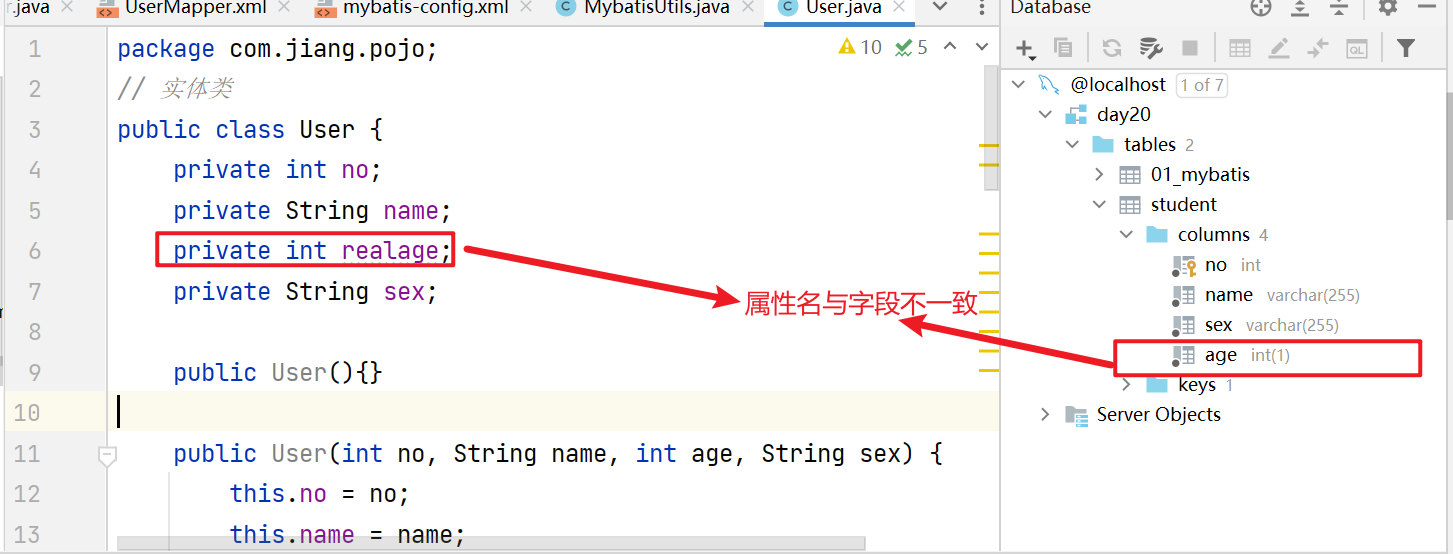 r.java UserMapper.xml mybatis-config.xml MybatisUtils.java User.java
1 package com.jiang.pojo;
2 // 实体类
3 public class User {
4 private int no;
5 private String name;
6 private int realage;
7 private String sex;
8
9 public User(){}
10
11 public User(int no, String name, int age, String sex) {
12 this.no = no;
13 this.name = name;
10 5
属性名与字段不一致
Database
QL
@localhost 1 of 7
day20
tables 2
01_mybatis
student
columns 4
no int
name varchar(255)
sex varchar(255)
age int(1)
keys 1
Server Objects